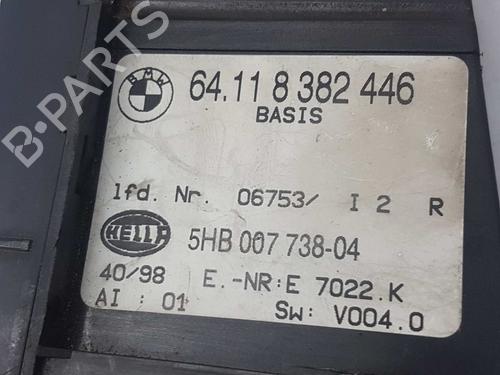 BMW
64.11 8 382 446
BASIS
lfd. Nr. 06753/ I 2 R
HELLA
5HB 007 738-04
40/98 E.-NR:E 7022.K
AI : 01 Sw: V004.0
B-PARTS